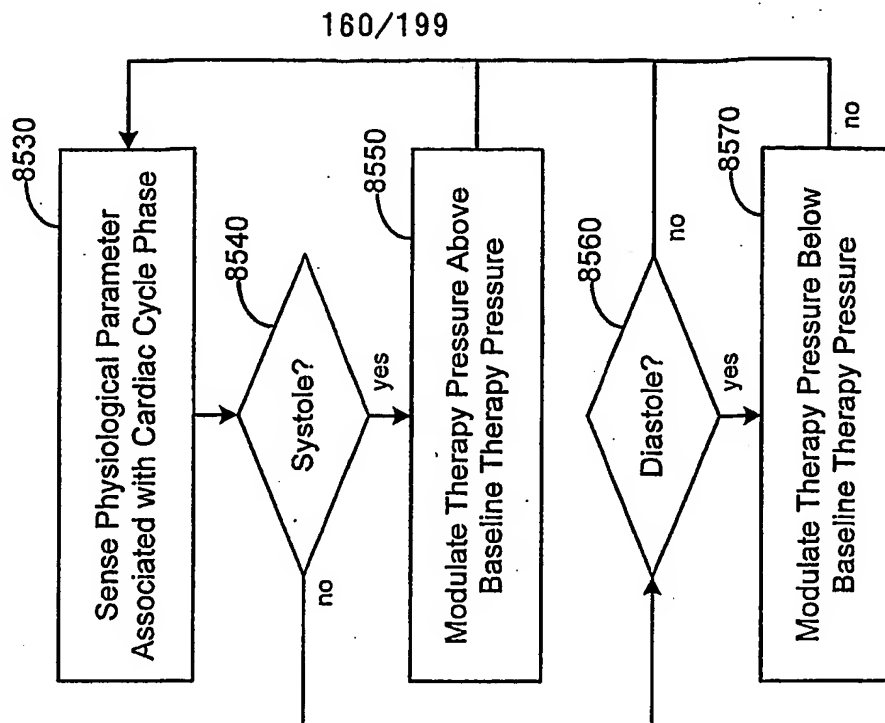 160/199
8530
Sense Physiological Parameter
Associated with Cardiac Cycle Phase
8540
Systole?
no
yes
8550
Modulate Therapy Pressure Above
Baseline Therapy Pressure
8560
Diastole?
no
yes
8570
Modulate Therapy Pressure Below
Baseline Therapy Pressure
no